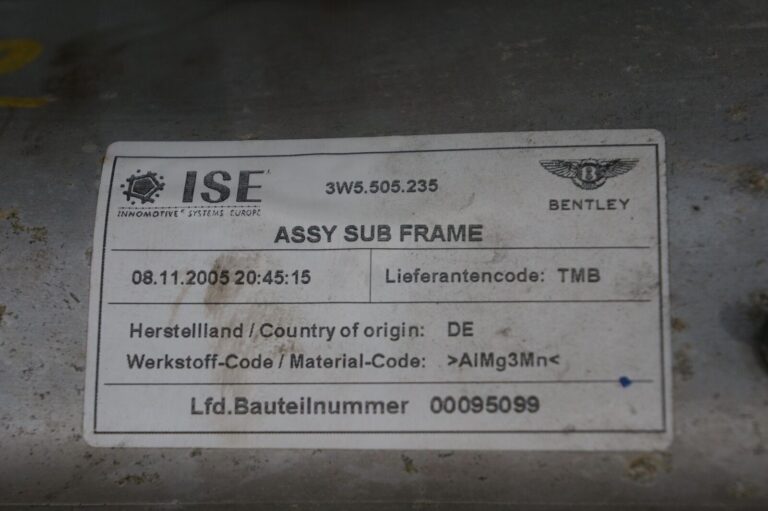 ISE
INNOMOTIVE® SYSTEMS EUROPE
3W5.505.235
B
BENTLEY
ASSY SUB FRAME
08.11.2005 20:45:15
Lieferantencode: TMB
Herstellland / Country of origin: DE
Werkstoff-Code / Material-Code: >AlMg3Mn<
Lfd.Bauteilnummer 00095099